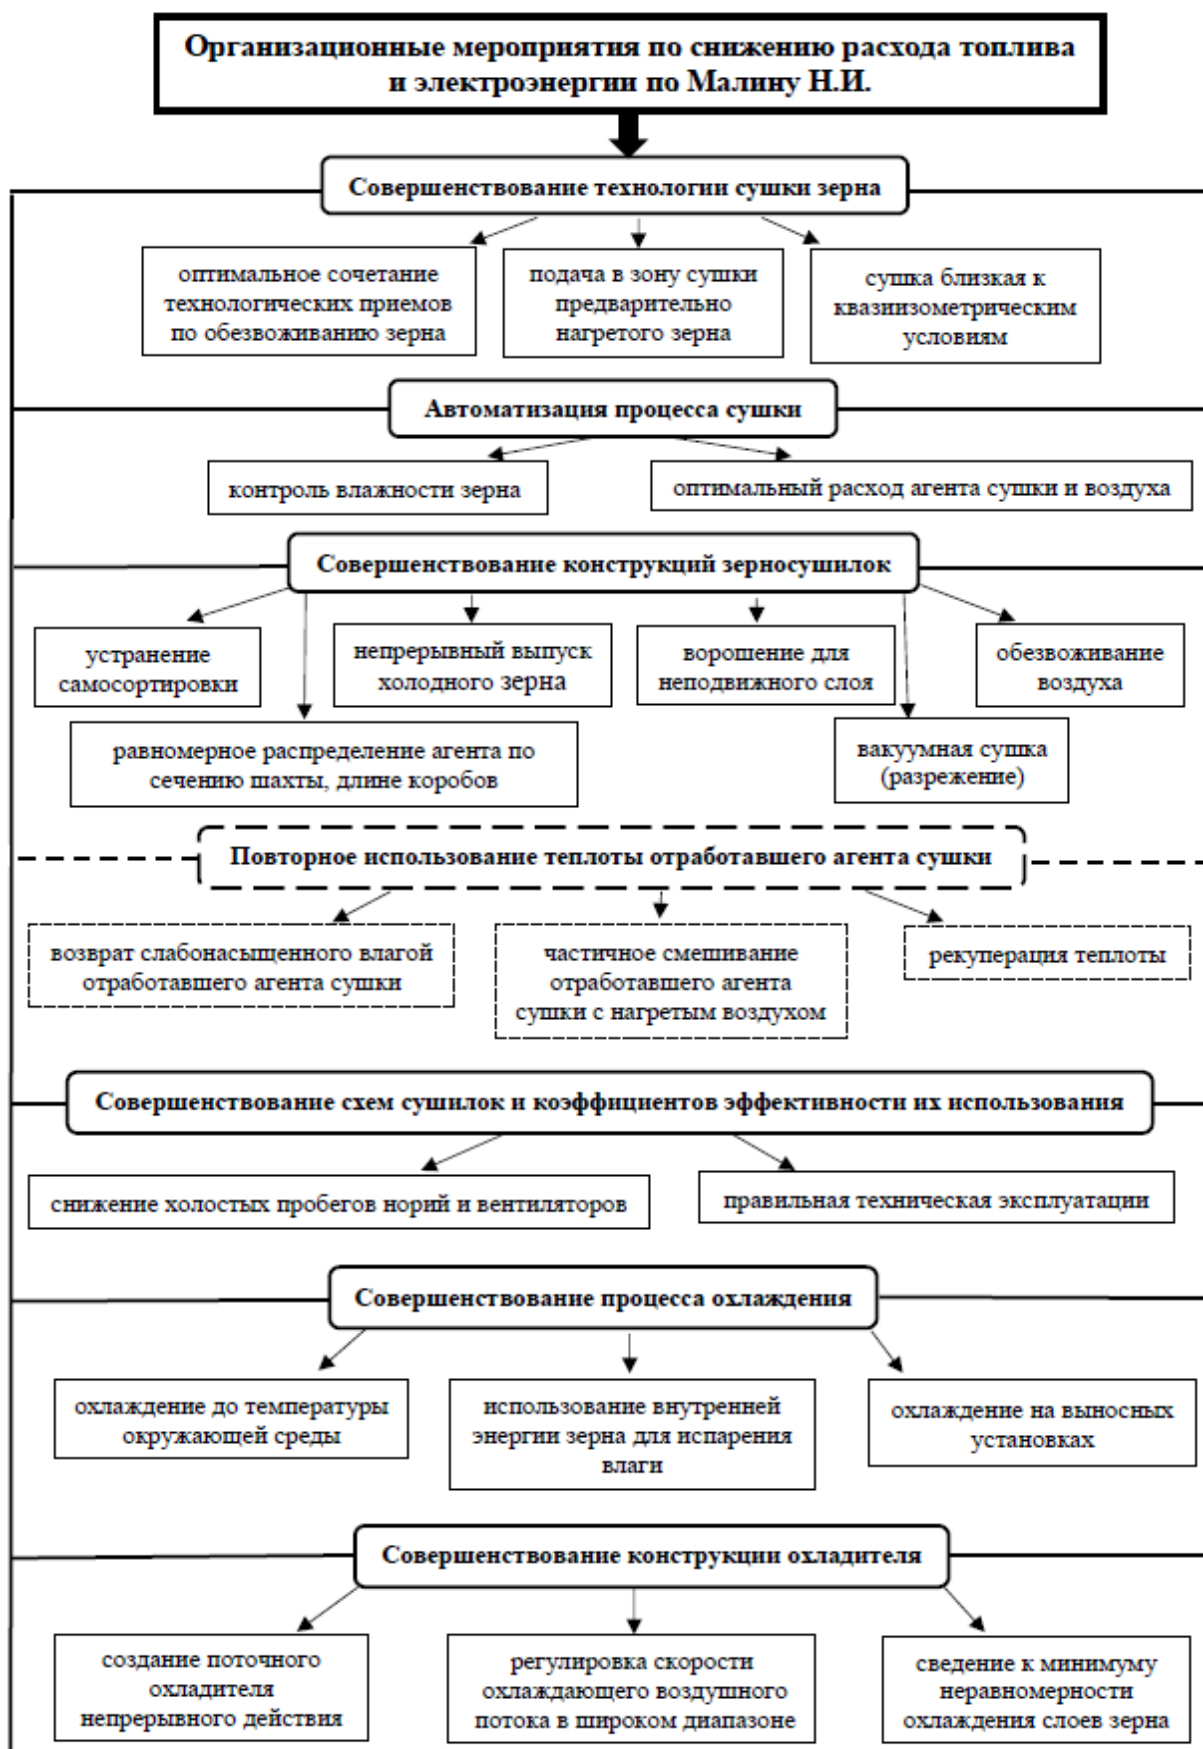 Организационные мероприятия по снижению расхода топлива
и электроэнергии по Малину Н.И.
Совершенствование технологии сушки зерна
оптимальное сочетание
технологических приемов
по обезвоживанию зерна
подача в зону сушки
предварительно
нагретого зерна
сушка близкая к
квазиизометрическим
условиям
Автоматизация процесса сушки
контроль влажности зерна
оптимальный расход агента сушки и воздуха
Совершенствование конструкций зерносушилок
устранение
самосортировки
непрерывный выпуск
холодного зерна
ворошение для
неподвижного слоя
обезвоживание
воздуха
равномерное распределение агента по
сечению шахты, длине коробов
вакуумная сушка
(разрежение)
Повторное использование теплоты отработавшего агента сушки
возврат слабонасыщенного влагой
отработавшего агента сушки
частичное смешивание
отработавшего агента
сушки с нагретым воздухом
рекуперация теплоты
Совершенствование схем сушилок и коэффициентов эффективности их использования
снижение холостых пробегов норий и вентиляторов
правильная техническая эксплуатации
Совершенствование процесса охлаждения
охлаждение до температуры
окружающей среды
использование внутренней
энергии зерна для испарения
влаги
охлаждение на выносных
установках
Совершенствование конструкции охладителя
создание поточного
охладителя
непрерывного действия
регулировка скорости
охлаждающего воздушного
потока в широком диапазоне
сведение к минимуму
неравномерности
охлаждения слоев зерна